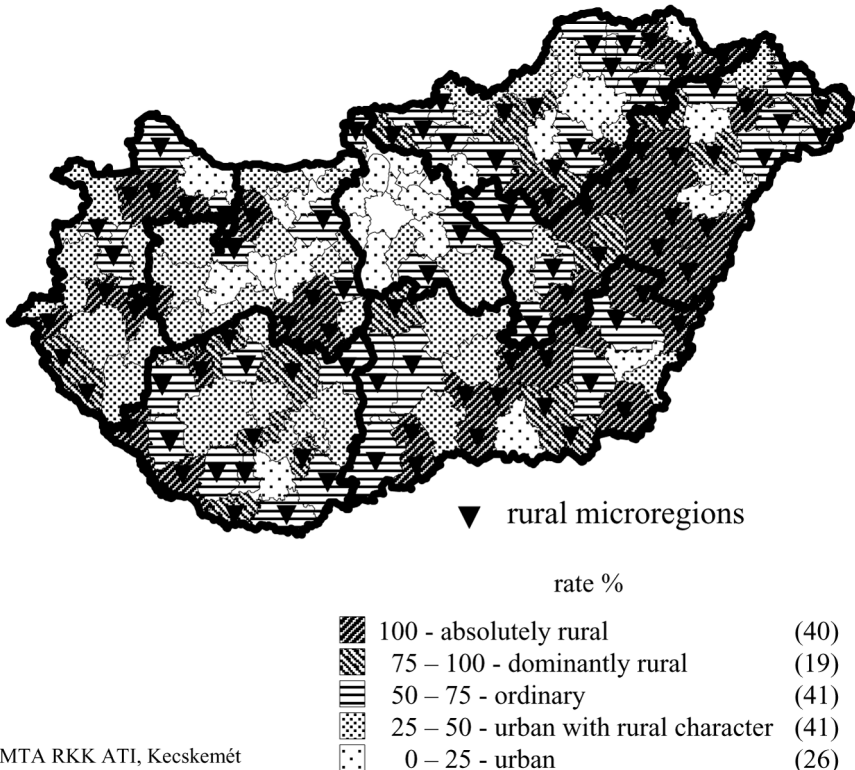 ▼ rural microregions
rate %
100 - absolutely rural (40)
75 – 100 - dominantly rural (19)
50 – 75 - ordinary (41)
25 – 50 - urban with rural character (41)
0 – 25 - urban (26)
MTA RKK ATI, Kecskemét